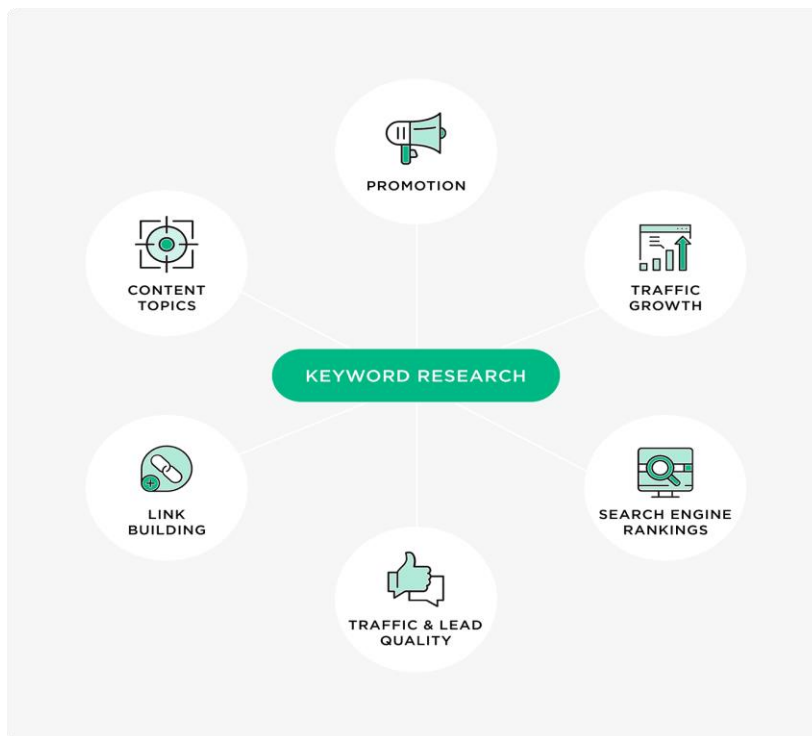 PROMOTION
CONTENT
TOPICS
TRAFFIC
GROWTH
KEYWORD RESEARCH
LINK
BUILDING
SEARCH ENGINE
RANKINGS
TRAFFIC & LEAD
QUALITY